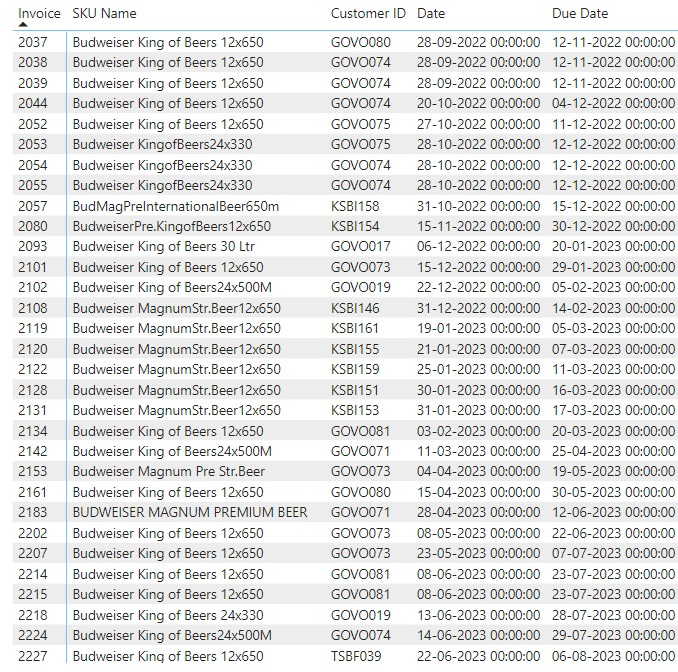 Invoice SKU Name Customer ID Date Due Date
2037 Budweiser King of Beers 12x650 GOVO080 28-09-2022 00:00:00 12-11-2022 00:00:00
2038 Budweiser King of Beers 12x650 GOVO074 28-09-2022 00:00:00 12-11-2022 00:00:00
2039 Budweiser King of Beers 12x650 GOVO074 28-09-2022 00:00:00 12-11-2022 00:00:00
2044 Budweiser King of Beers 12x650 GOVO074 20-10-2022 00:00:00 04-12-2022 00:00:00
2052 Budweiser King of Beers 12x650 GOVO075 27-10-2022 00:00:00 11-12-2022 00:00:00
2053 Budweiser KingofBeers24x330 GOVO075 28-10-2022 00:00:00 12-12-2022 00:00:00
2054 Budweiser KingofBeers24x330 GOVO074 28-10-2022 00:00:00 12-12-2022 00:00:00
2055 Budweiser KingofBeers24x330 GOVO074 28-10-2022 00:00:00 12-12-2022 00:00:00
2057 BudMagPreInternationalBeer650m KSBI158 31-10-2022 00:00:00 15-12-2022 00:00:00
2080 BudweiserPre.KingofBeers12x650 KSBI154 15-11-2022 00:00:00 30-12-2022 00:00:00
2093 Budweiser King of Beers 30 Ltr GOVO017 06-12-2022 00:00:00 20-01-2023 00:00:00
2101 Budweiser King of Beers 12x650 GOVO073 15-12-2022 00:00:00 29-01-2023 00:00:00
2102 Budweiser King of Beers24x500M GOVO019 22-12-2022 00:00:00 05-02-2023 00:00:00
2108 Budweiser MagnumStr.Beer12x650 KSBI146 31-12-2022 00:00:00 14-02-2023 00:00:00
2119 Budweiser MagnumStr.Beer12x650 KSBI161 19-01-2023 00:00:00 05-03-2023 00:00:00
2120 Budweiser MagnumStr.Beer12x650 KSBI155 21-01-2023 00:00:00 07-03-2023 00:00:00
2122 Budweiser MagnumStr.Beer12x650 KSBI159 25-01-2023 00:00:00 11-03-2023 00:00:00
2128 Budweiser MagnumStr.Beer12x650 KSBI151 30-01-2023 00:00:00 16-03-2023 00:00:00
2131 Budweiser MagnumStr.Beer12x650 KSBI153 31-01-2023 00:00:00 17-03-2023 00:00:00
2134 Budweiser King of Beers 12x650 GOVO081 03-02-2023 00:00:00 20-03-2023 00:00:00
2142 Budweiser King of Beers24x500M GOVO071 11-03-2023 00:00:00 25-04-2023 00:00:00
2153 Budweiser Magnum Pre Str.Beer GOVO073 04-04-2023 00:00:00 19-05-2023 00:00:00
2161 Budweiser King of Beers 12x650 GOVO080 15-04-2023 00:00:00 30-05-2023 00:00:00
2183 BUDWEISER MAGNUM PREMIUM BEER GOVO071 28-04-2023 00:00:00 12-06-2023 00:00:00
2202 Budweiser King of Beers 12x650 GOVO073 08-05-2023 00:00:00 22-06-2023 00:00:00
2207 Budweiser King of Beers 12x650 GOVO073 23-05-2023 00:00:00 07-07-2023 00:00:00
2214 Budweiser King of Beers 12x650 GOVO081 08-06-2023 00:00:00 23-07-2023 00:00:00
2215 Budweiser King of Beers 12x650 GOVO081 08-06-2023 00:00:00 23-07-2023 00:00:00
2218 Budweiser King of Beers 24x330 GOVO019 13-06-2023 00:00:00 28-07-2023 00:00:00
2224 Budweiser King of Beers24x500M GOVO074 14-06-2023 00:00:00 29-07-2023 00:00:00
2227 Budweiser King of Beers 12x650 TSBF039 22-06-2023 00:00:00 06-08-2023 00:00:00